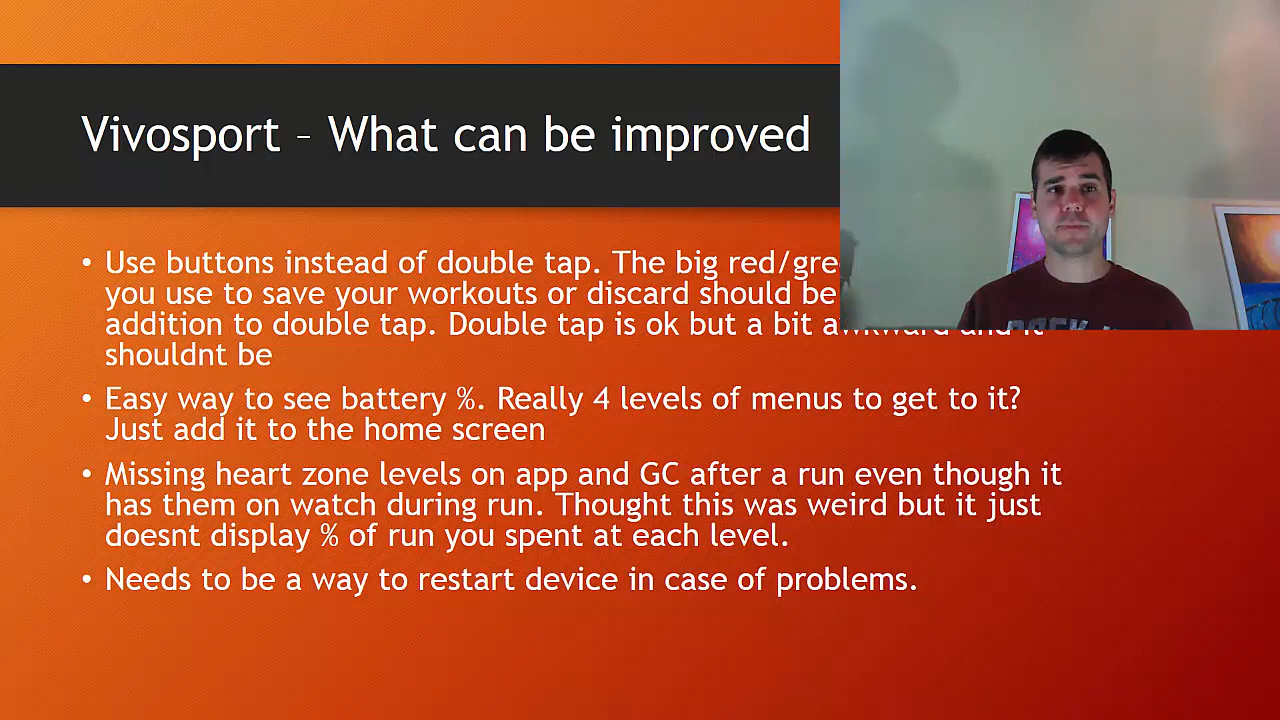 Vivosport – What can be improved
• Use buttons instead of double tap. The big red/gre
you use to save your workouts or discard should be
addition to double tap. Double tap is ok but a bit awkward and it
shouldnt be
• Easy way to see battery %. Really 4 levels of menus to get to it?
Just add it to the home screen
• Missing heart zone levels on app and GC after a run even though it
has them on watch during run. Thought this was weird but it just
doesnt display % of run you spent at each level.
• Needs to be a way to restart device in case of problems.